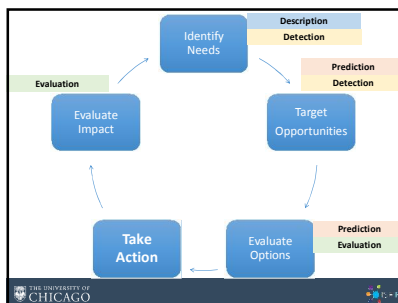 Identify
Needs
Description
Detection
Prediction
Detection
Target
Opportunities
Prediction
Evaluation
Evaluate
Options
Take
Action
Evaluation
Evaluate
Impact
THE UNIVERSITY OF
CHICAGO